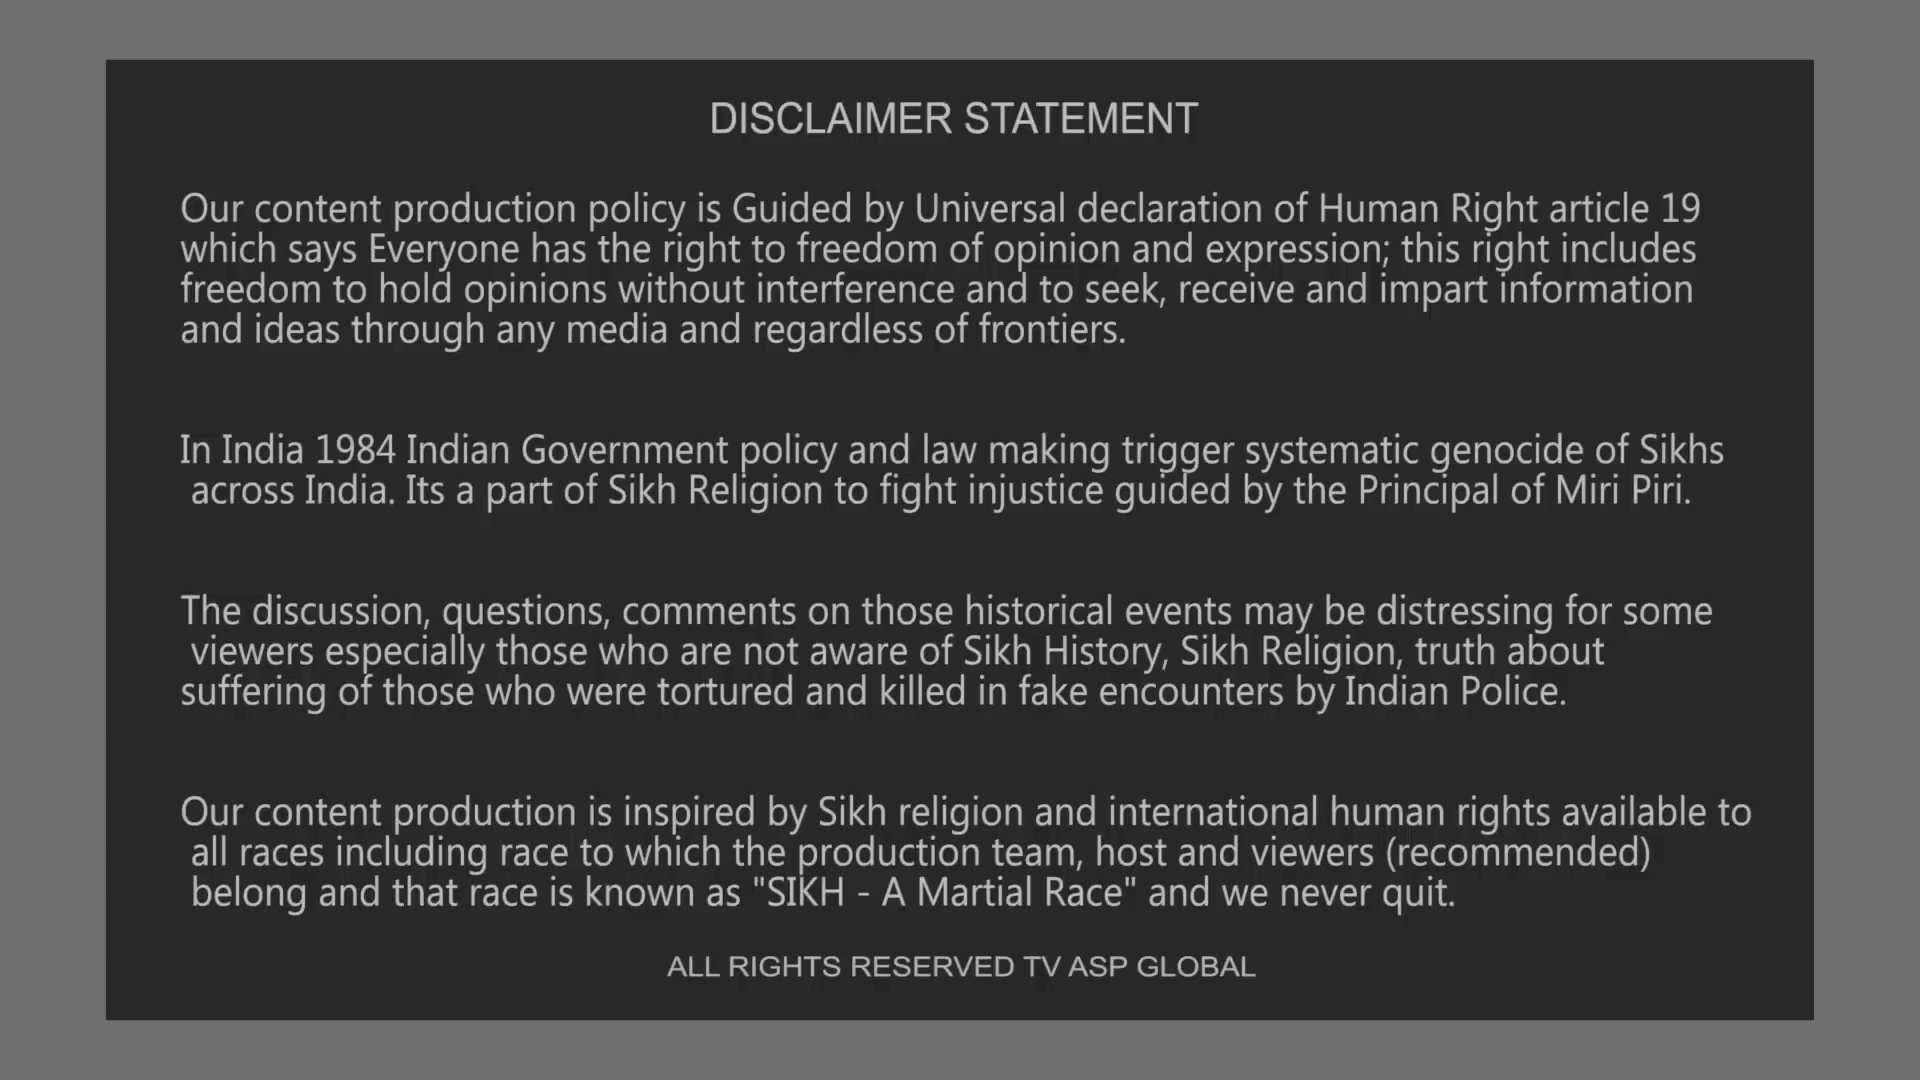 DISCLAIMER STATEMENT
Our content production policy is Guided by Universal declaration of Human Right article 19
which says Everyone has the right to freedom of opinion and expression; this right includes
freedom to hold opinions without interference and to seek, receive and impart information
and ideas through any media and regardless of frontiers.
In India 1984 Indian Government policy and law making trigger systematic genocide of Sikhs
across India. Its a part of Sikh Religion to fight injustice guided by the Principal of Miri Piri.
The discussion, questions, comments on those historical events may be distressing for some
viewers especially those who are not aware of Sikh History, Sikh Religion, truth about
suffering of those who were tortured and killed in fake encounters by Indian Police.
Our content production is inspired by Sikh religion and international human rights available to
all races including race to which the production team, host and viewers (recommended)
belong and that race is known as "SIKH - A Martial Race" and we never quit.
ALL RIGHTS RESERVED TV ASP GLOBAL